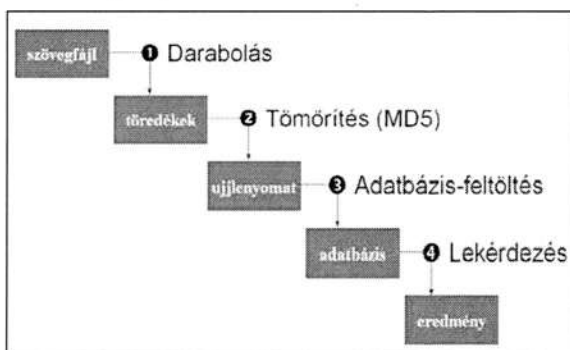 szövegfájl ❶ Darabolás
töredékek ❷ Tömörítés (MD5)
ujjlenyomat ❸ Adatbázis-feltöltés
adatbázis ❹ Lekérdezés
eredmény